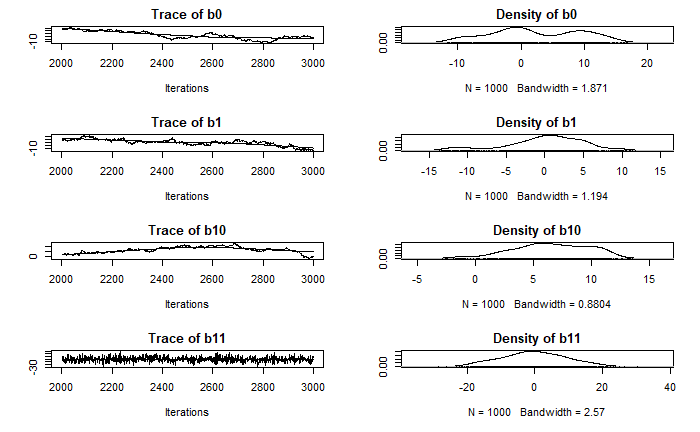 Trace of b0
-10
2000 2200 2400 2600 2800 3000
Iterations
Density of b0
0.00
-10 0 10 20
N = 1000 Bandwidth = 1.871
Trace of b1
-10
2000 2200 2400 2600 2800 3000
Iterations
Density of b1
0.00
-15 -10 -5 0 5 10 15
N = 1000 Bandwidth = 1.194
Trace of b10
0
2000 2200 2400 2600 2800 3000
Iterations
Density of b10
0.00
-5 0 5 10 15
N = 1000 Bandwidth = 0.8804
Trace of b11
-30
2000 2200 2400 2600 2800 3000
Iterations
Density of b11
0.00
-20 0 20 40
N = 1000 Bandwidth = 2.57